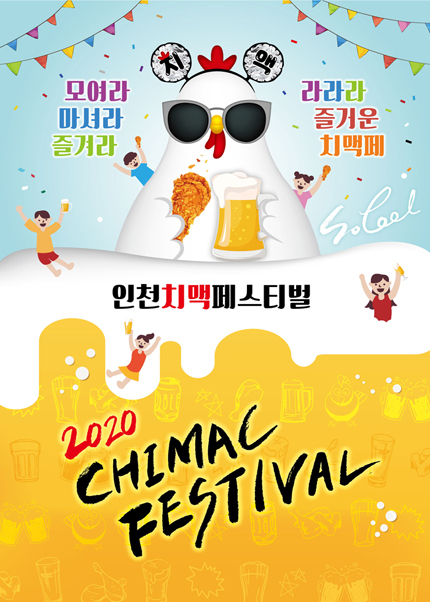 치 맥
모여라
마셔라
즐겨라
라라라
즐거운
치맥페
So Cool
인천치맥페스티벌
2020
CHIMAC
FESTIVAL